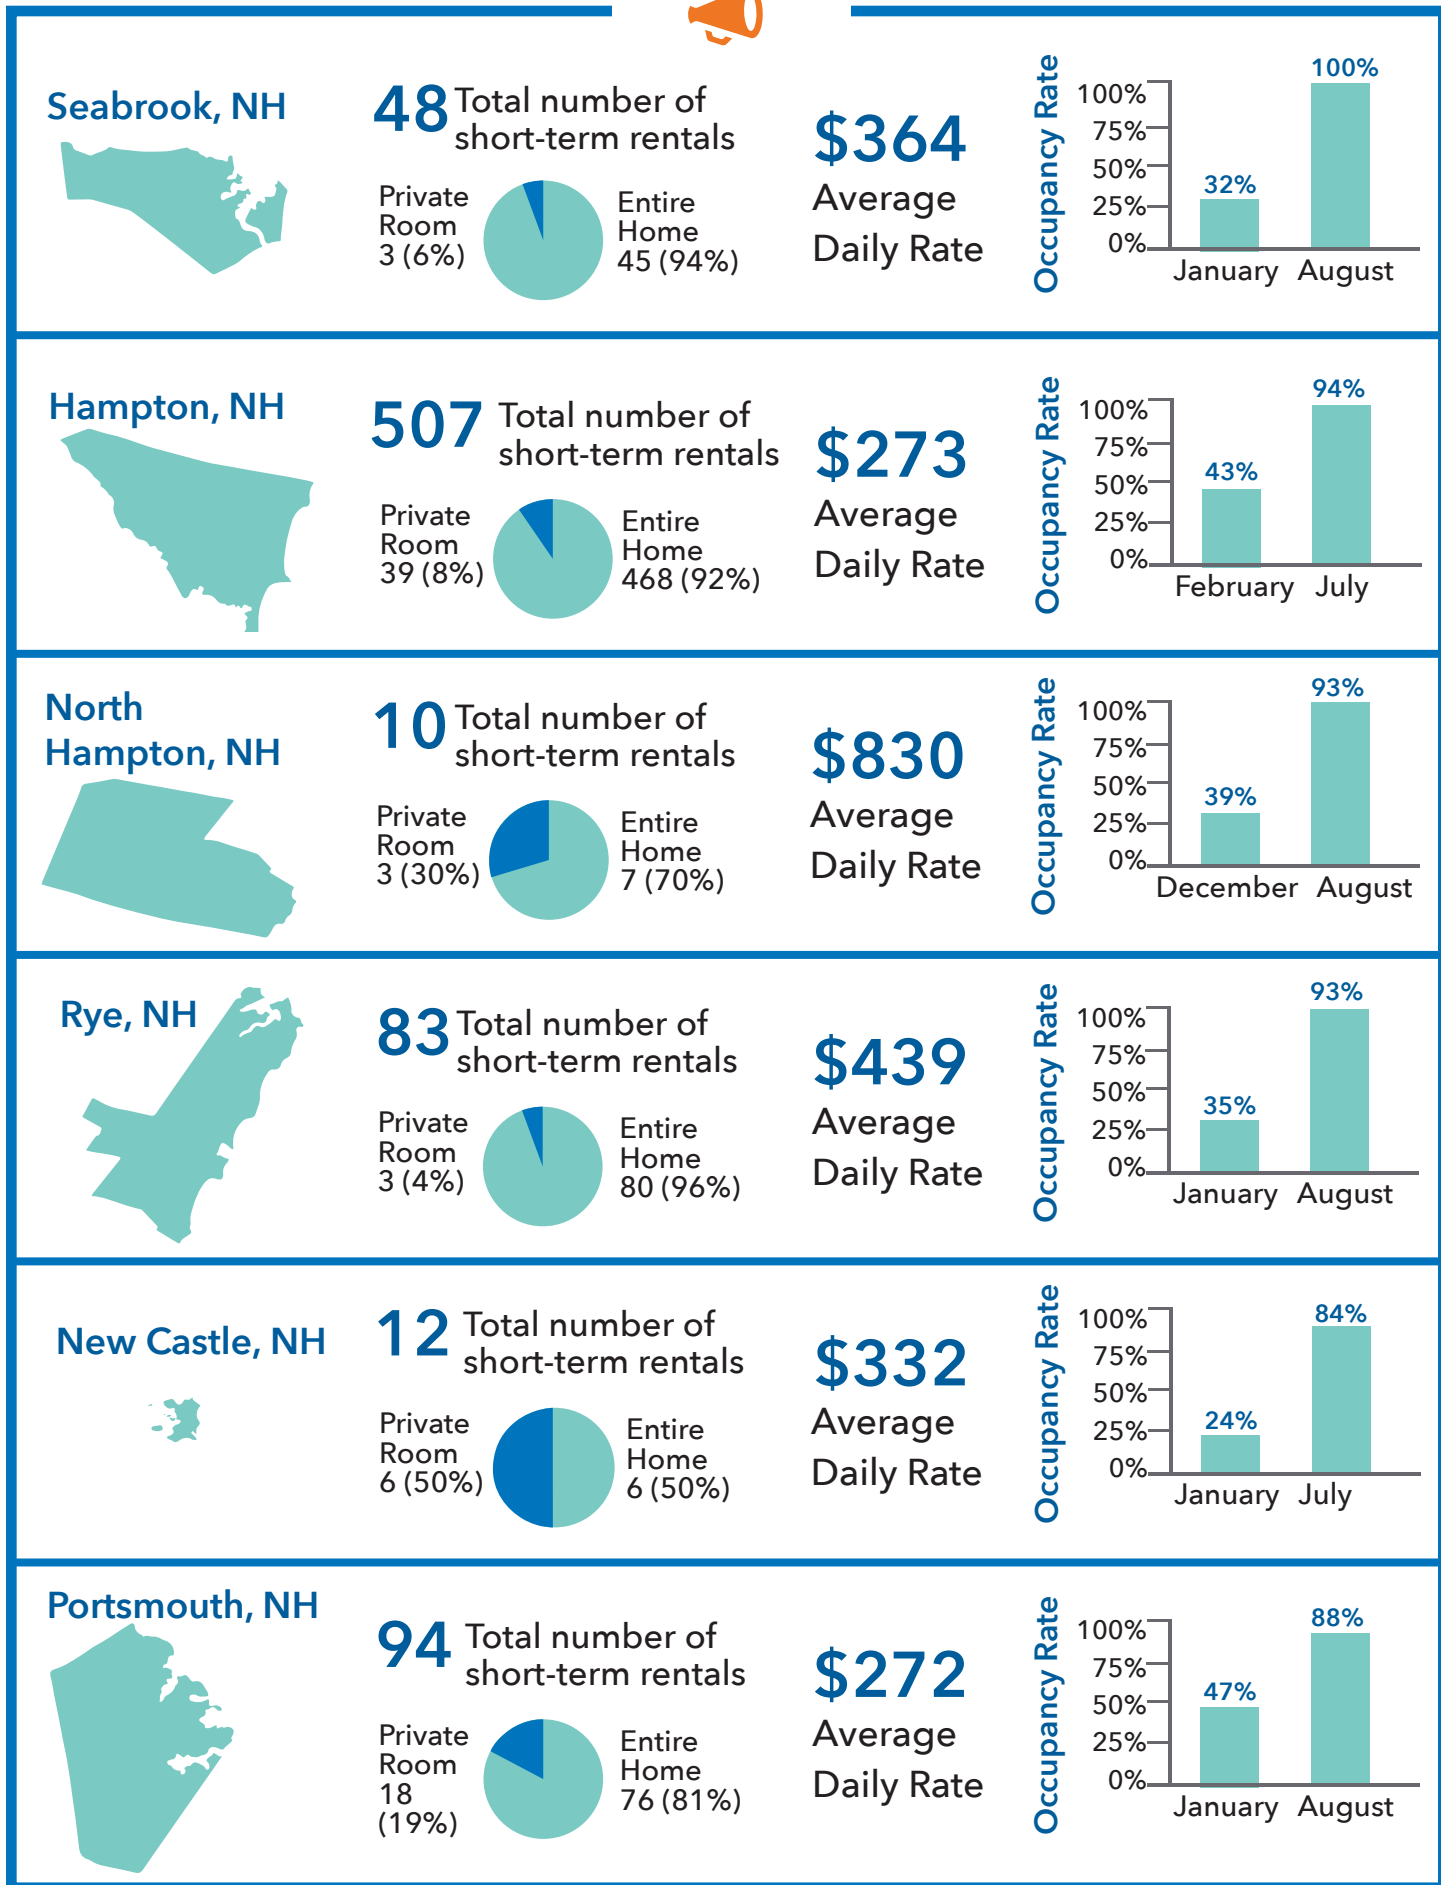 Seabrook, NH
48 Total number of
short-term rentals
Private
Room
3 (6%)
Entire
Home
45 (94%)
$364
Average
Daily Rate
Occupancy Rate
100%
75%
50%
25%
0%
32%
100%
January August
Hampton, NH
507 Total number of
short-term rentals
Private
Room
39 (8%)
Entire
Home
468 (92%)
$273
Average
Daily Rate
Occupancy Rate
100%
75%
50%
25%
0%
43%
94%
February July
North
Hampton, NH
10 Total number of
short-term rentals
Private
Room
3 (30%)
Entire
Home
7 (70%)
$830
Average
Daily Rate
Occupancy Rate
100%
75%
50%
25%
0%
39%
93%
December August
Rye, NH
83 Total number of
short-term rentals
Private
Room
3 (4%)
Entire
Home
80 (96%)
$439
Average
Daily Rate
Occupancy Rate
100%
75%
50%
25%
0%
35%
93%
January August
New Castle, NH
12 Total number of
short-term rentals
Private
Room
6 (50%)
Entire
Home
6 (50%)
$332
Average
Daily Rate
Occupancy Rate
100%
75%
50%
25%
0%
24%
84%
January July
Portsmouth, NH
94 Total number of
short-term rentals
Private
Room
18
(19%)
Entire
Home
76 (81%)
$272
Average
Daily Rate
Occupancy Rate
100%
75%
50%
25%
0%
47%
88%
January August